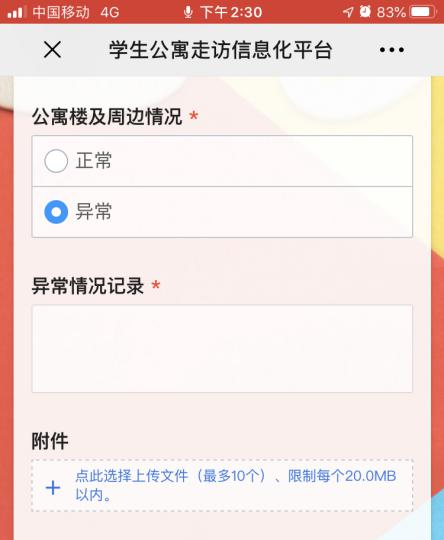 中国移动 4G 下午2:30 83%
学生公寓走访信息化平台
公寓楼及周边情况 *
正常
异常
异常情况记录 *
附件
点此选择上传文件（最多10个）、限制每个20.0MB
以内。